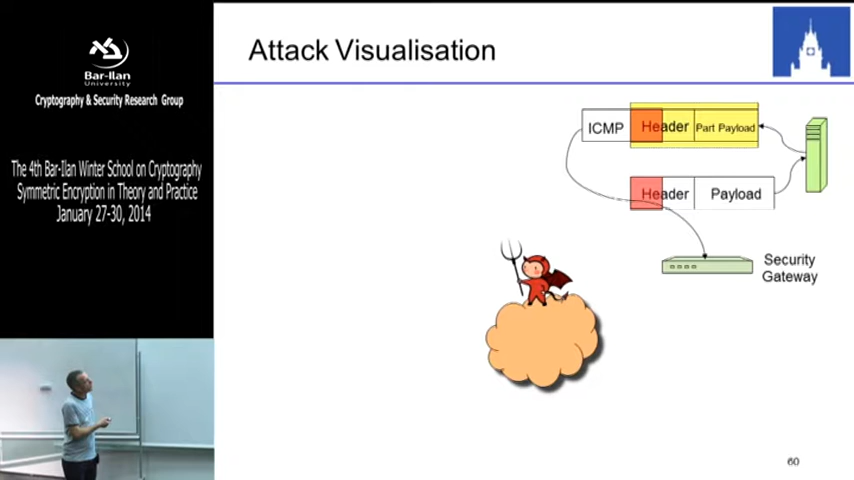 Bar-Ilan
University
Cryptography & Security Research Group
The 4th Bar-Ilan Winter School on Cryptography
Symmetric Encryption in Theory and Practice
January 27-30, 2014
Attack Visualisation
ICMP
Header
Part Payload
Header
Payload
Security
Gateway
60